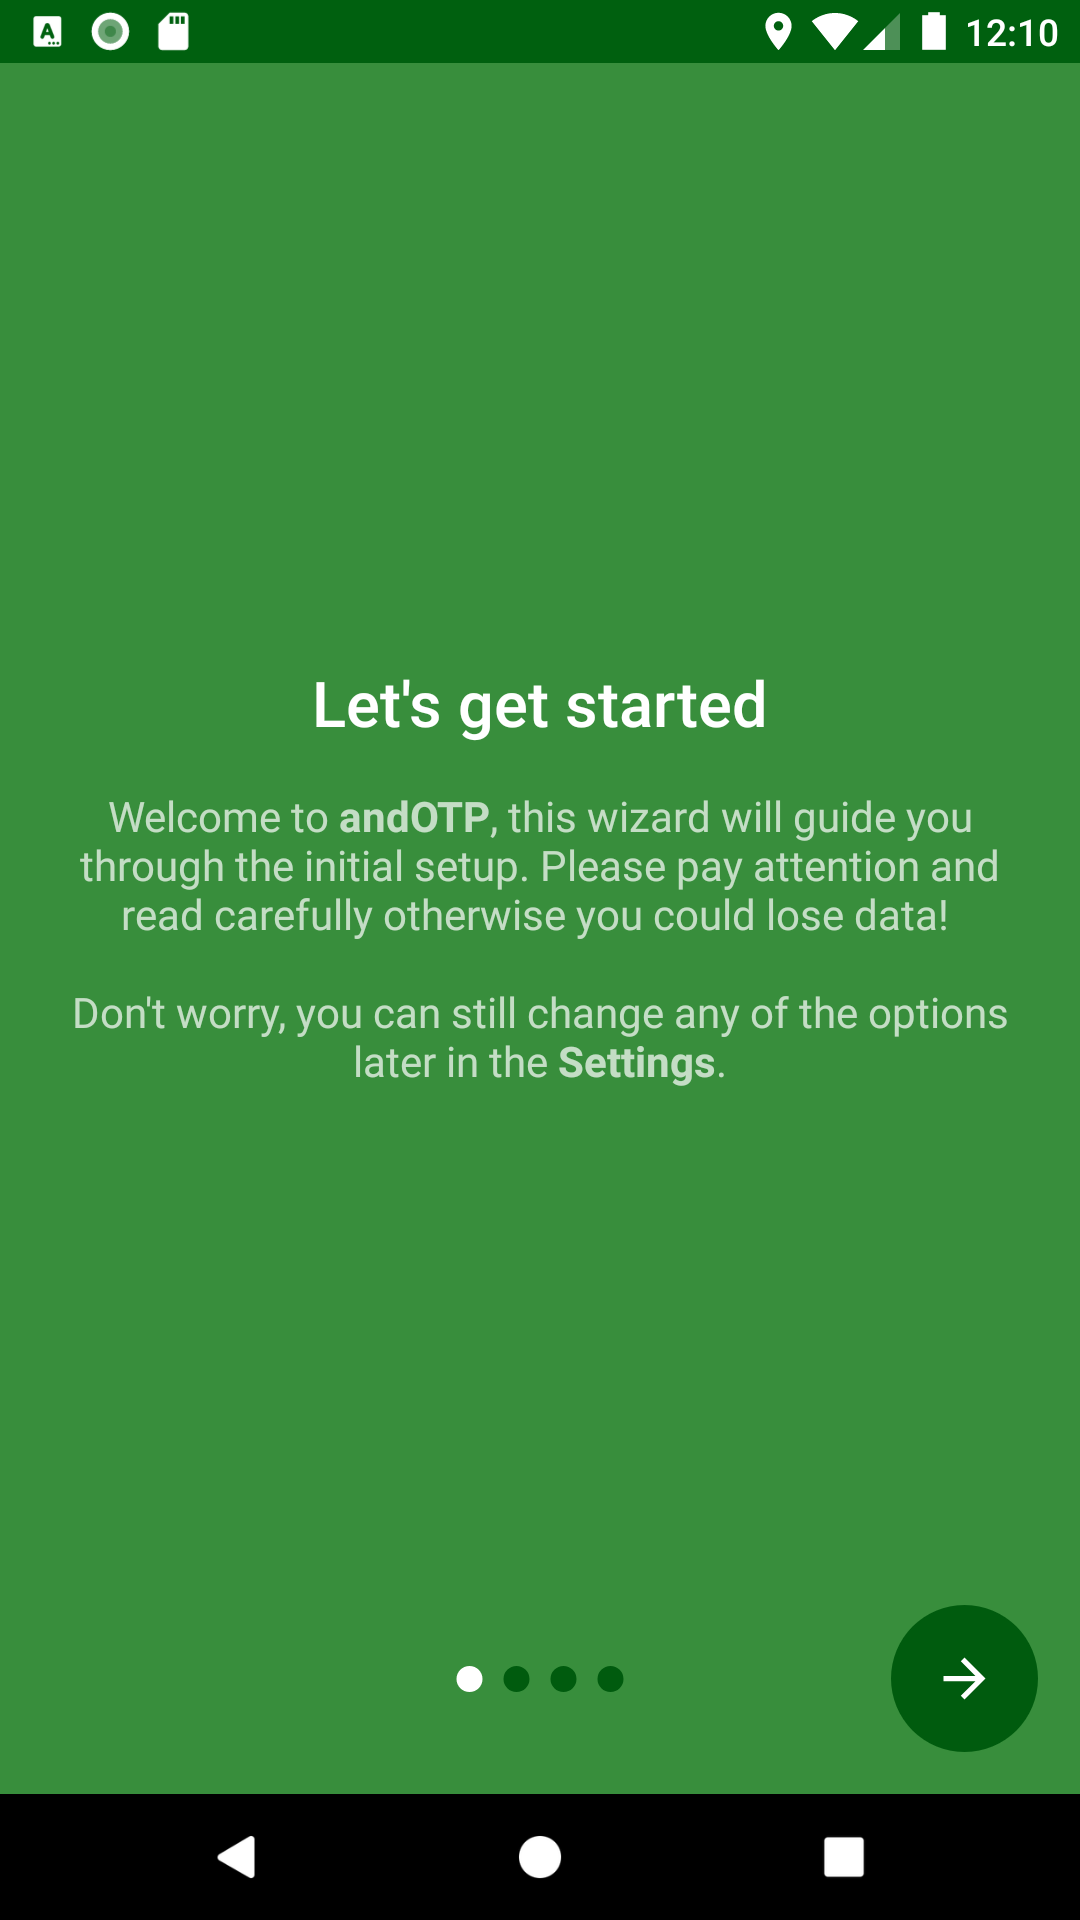 12:10
Let's get started
Welcome to andOTP, this wizard will guide you
through the initial setup. Please pay attention and
read carefully otherwise you could lose data!
Don't worry, you can still change any of the options
later in the Settings.